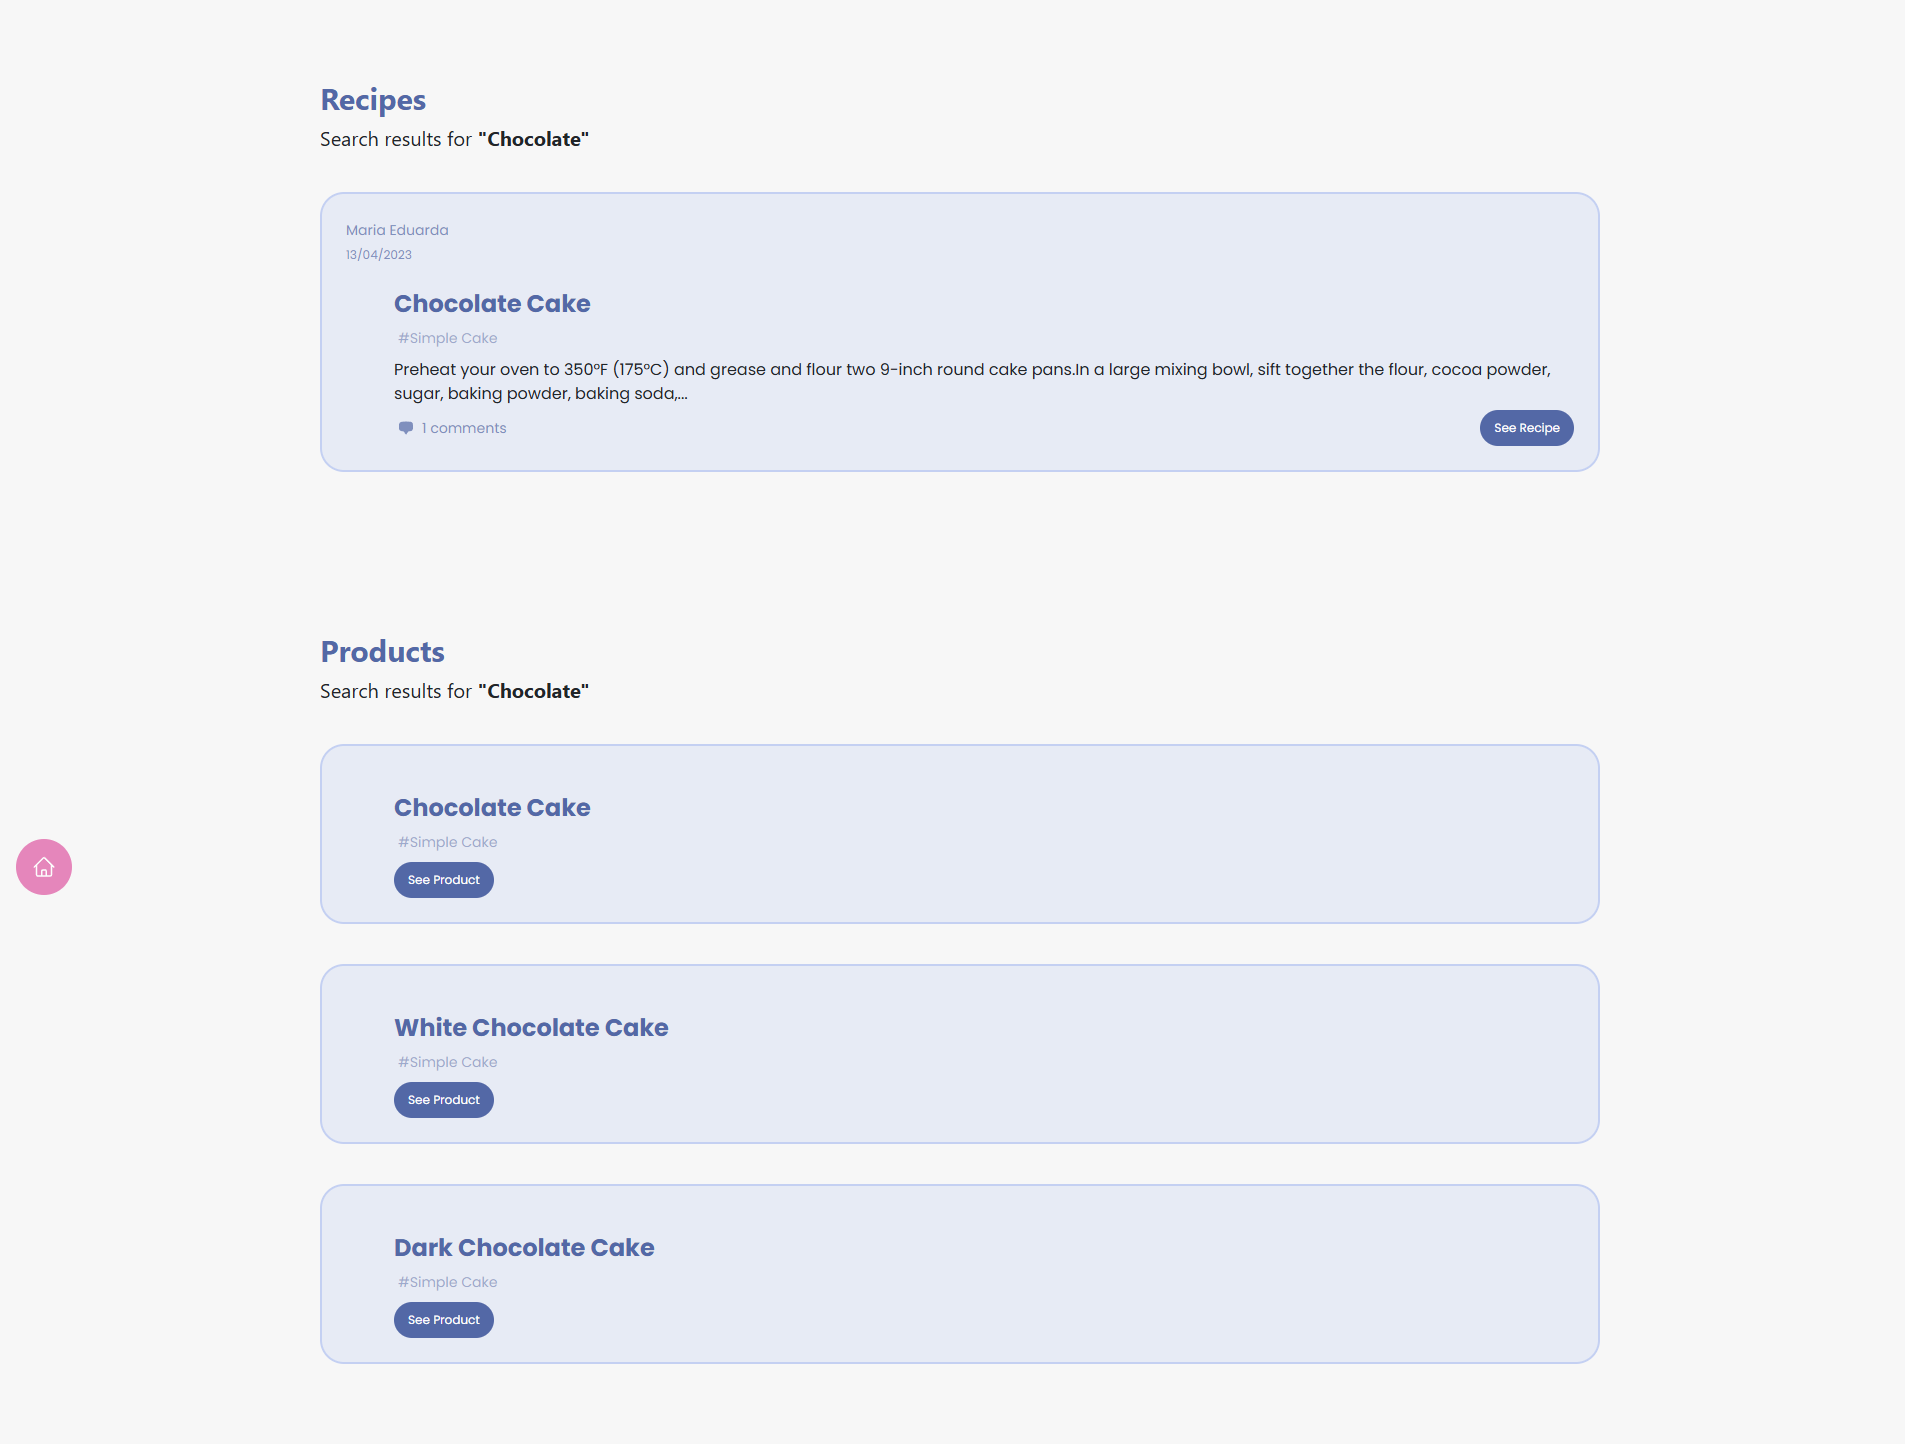 Recipes
Search results for "Chocolate"
Maria Eduarda
13/04/2023
Chocolate Cake
#Simple Cake
Preheat your oven to 350°F (175°C) and grease and flour two 9-inch round cake pans.In a large mixing bowl, sift together the flour, cocoa powder,
sugar, baking powder, baking soda,...
1 comments
See Recipe
Products
Search results for "Chocolate"
Chocolate Cake
#Simple Cake
See Product
White Chocolate Cake
#Simple Cake
See Product
Dark Chocolate Cake
#Simple Cake
See Product